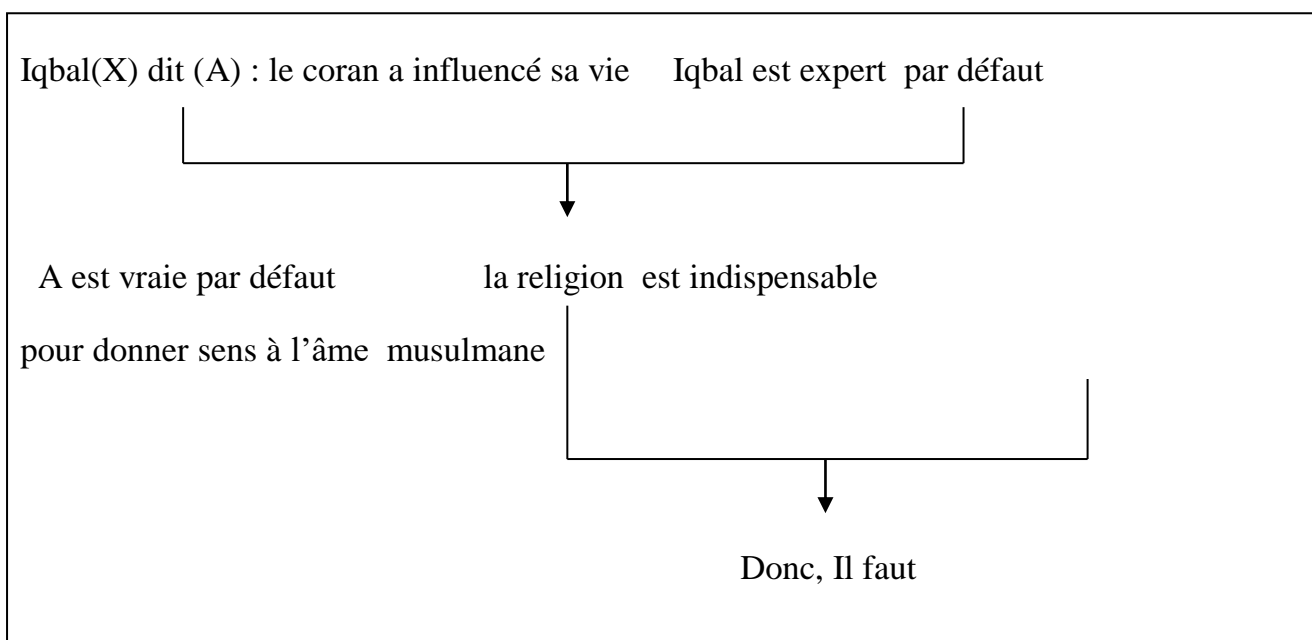 Iqbal(X) dit (A) : le coran a influencé sa vie Iqbal est expert par défaut
A est vraie par défaut la religion est indispensable
pour donner sens à l’âme musulmane
Donc, Il faut